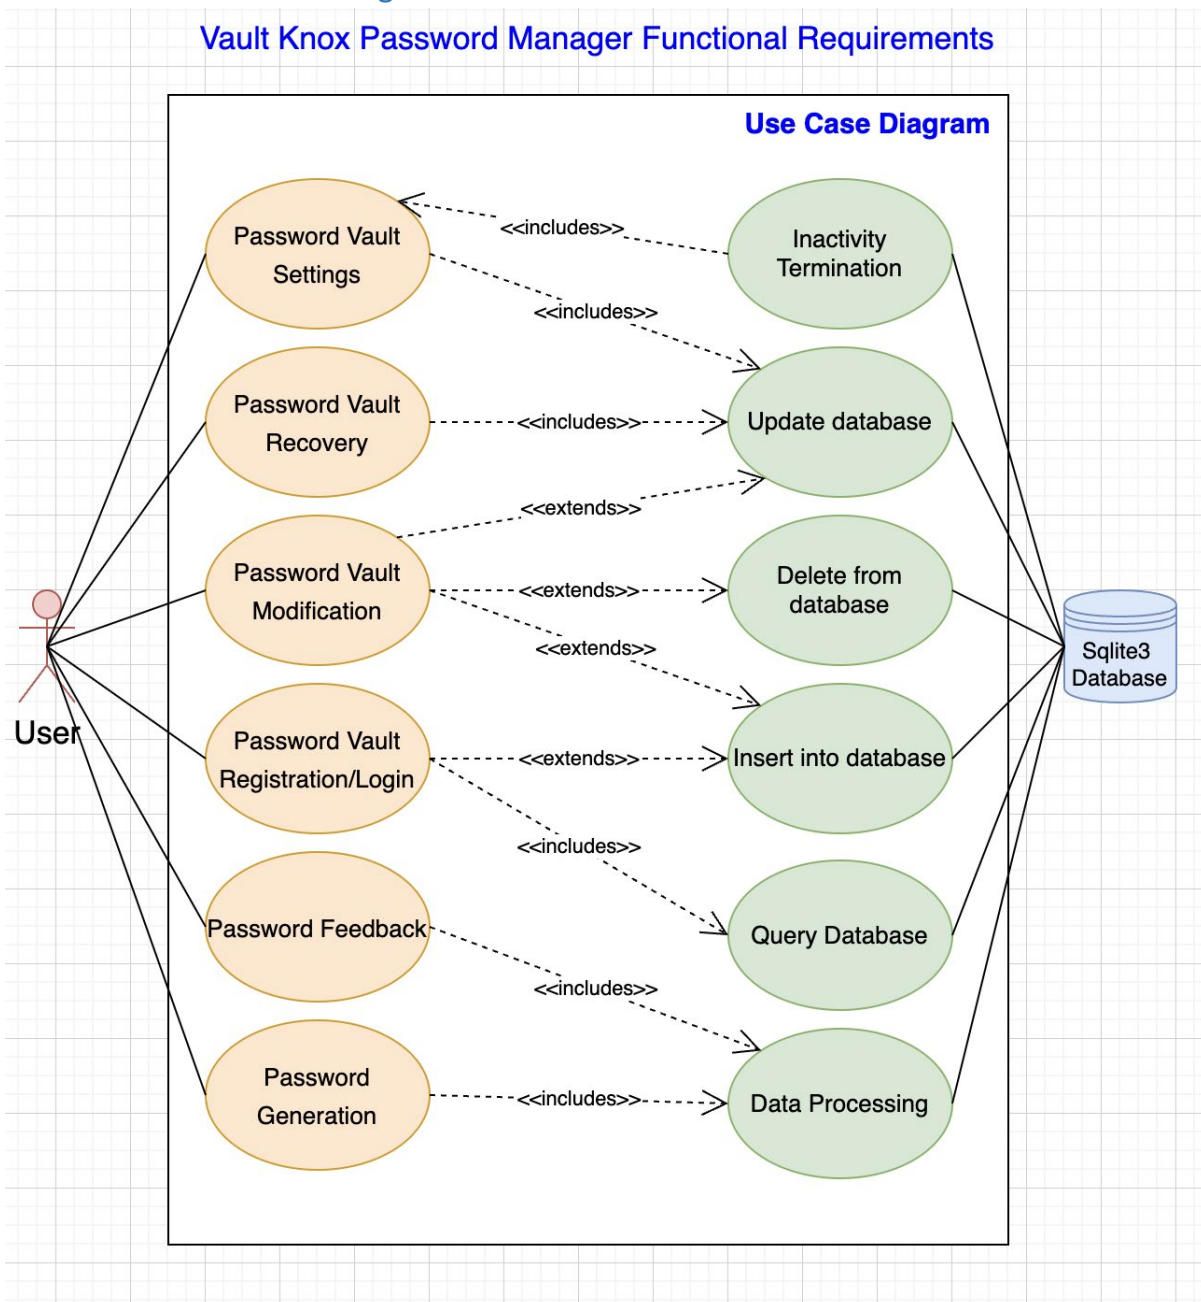 Vault Knox Password Manager Functional Requirements
Use Case Diagram
Password Vault
Settings
<<includes>>
Inactivity
Termination
<<includes>>
Password Vault
Recovery
<<includes>>
Update database
<<extends>>
Password Vault
Modification
<<extends>>
Delete from
database
<<extends>>
User
Sqlite3
Database
Password Vault
Registration/Login
<<extends>>
Insert into database
<<includes>>
Password Feedback
Query Database
<<includes>>
Password
Generation
<<includes>>
Data Processing